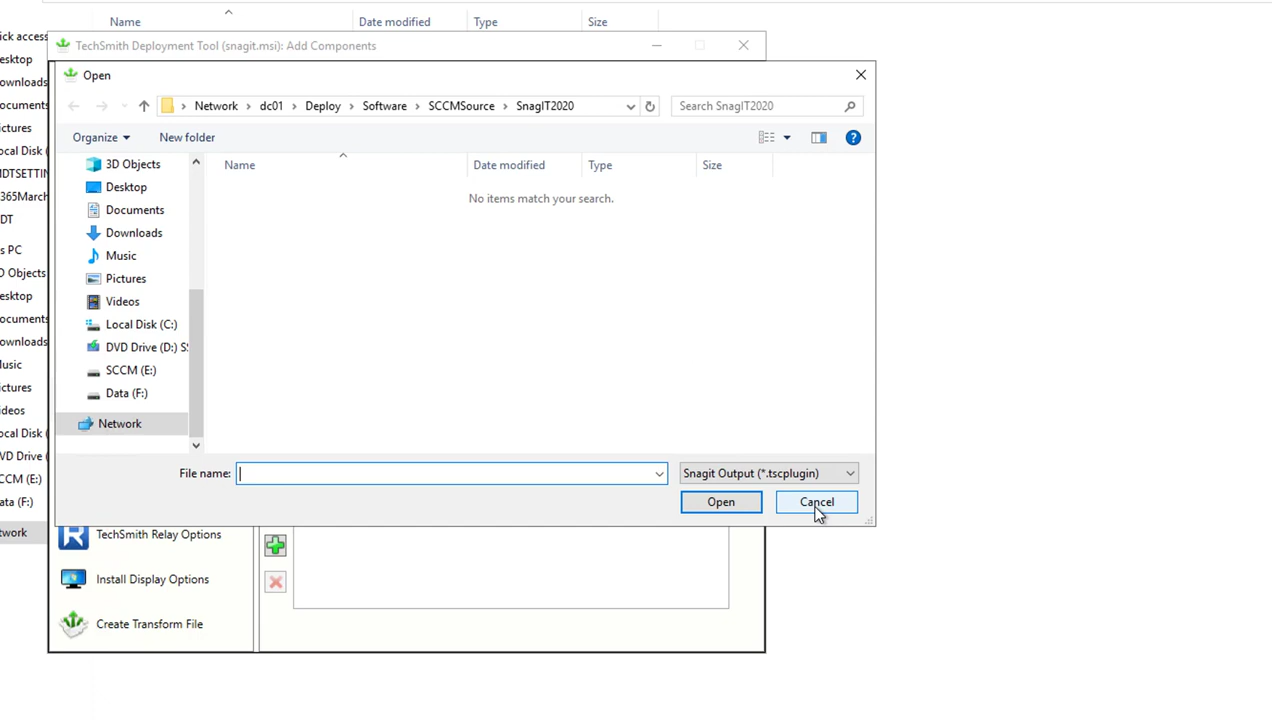 Name Date modified Type Size
TechSmith Deployment Tool (snagit.msi): Add Components
Open
Network dc01 Deploy Software SCCMSource SnagIT2020 Search SnagIT2020
Organize New folder
Name Date modified Type Size
No items match your search.
3D Objects
Desktop
Documents
Downloads
Music
Pictures
Videos
Local Disk (C:)
DVD Drive (D:) S
SCCM (E:)
Data (F:)
Network
File name: Snagit Output (*.tscplugin)
Open Cancel
TechSmith Relay Options
Install Display Options
Create Transform File
ick access
esktop
ownloads
ocuments
ictures
ocal Disk (
MDTSETTIN
365March
DT
s PC
D Objects
esktop
ocuments
ownloads
Music
ictures
ideos
ocal Disk (
VD Drive (
CCM (E:)
ata (F:)
twork